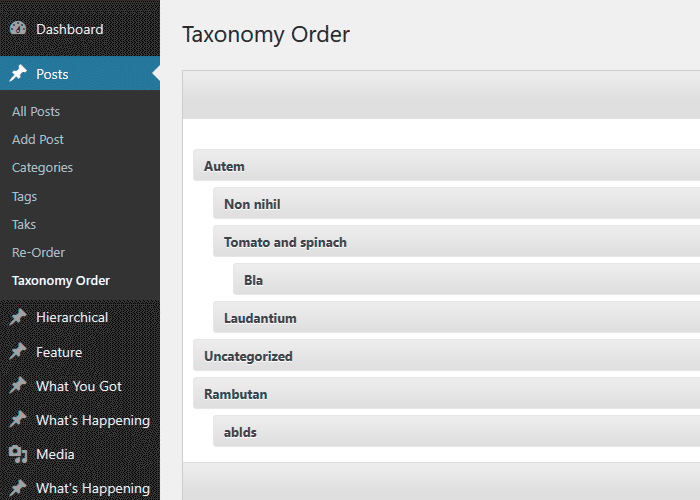 Dashboard
Posts
All Posts
Add Post
Categories
Tags
Taks
Re-Order
Taxonomy Order
Hierarchical
Feature
What You Got
What's Happening
Media
What's Happening
Taxonomy Order
Autem
Non nihil
Tomato and spinach
Bla
Laudantium
Uncategorized
Rambutan
ablds